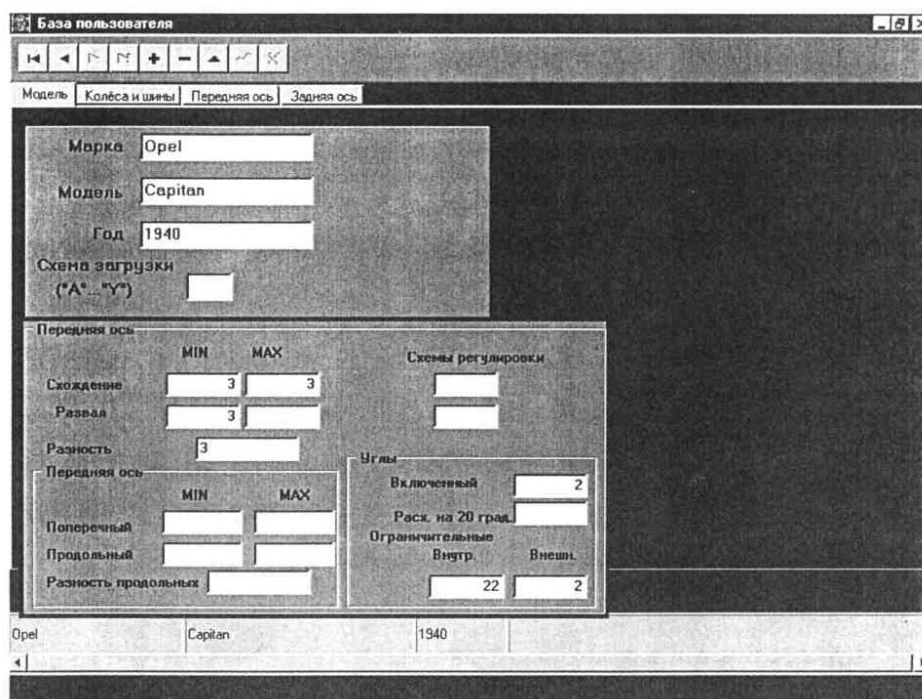 База пользователя
Модель Колёса и шины Передняя ось Задняя ось
Марка Opel
Модель Capitan
Год 1940
Схема загрузки
("A"..."Y")
Передняя ось
MIN MAX Схемы регулировки
Схождение 3 3
Развал 3
Разность 3
Передняя ось
MIN MAX
Поперечный
Продольный
Разность продольных
Углы
Включенный 2
Расх. на 20 град.
Ограничительные
Внутр. Внешн.
22 2
Opel Capitan 1940